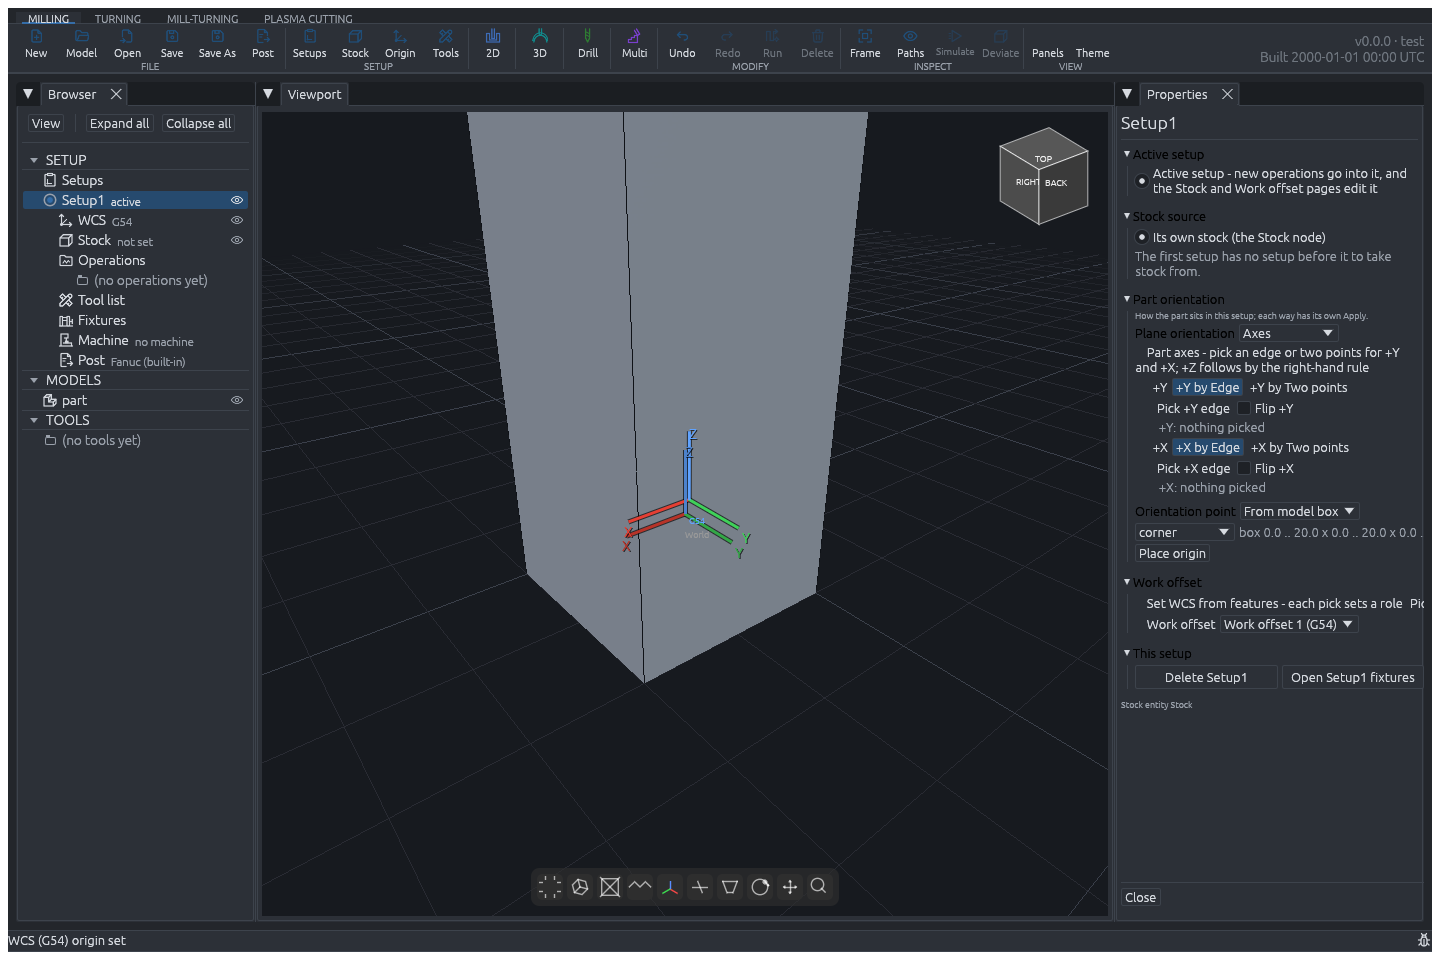 MILLING TURNING MILL-TURNING PLASMA CUTTING
New Model Open Save Save As Post Setups Stock Origin Tools 2D 3D Drill Multi Undo Redo Run Delete Frame Paths Simulate Deviate Panels Theme
FILE SETUP MODIFY INSPECT VIEW
v0.0.0 · test
Built 2000-01-01 00:00 UTC
Browser
View Expand all Collapse all
SETUP
Setups
Setup1 active
WCS G54
Stock not set
Operations
(no operations yet)
Tool list
Fixtures
Machine no machine
Post Fanuc (built-in)
MODELS
part
TOOLS
(no tools yet)
Viewport
TOP
RIGHT BACK
Z
Z
G54
World
X
X
Y
Y
Properties
Setup1
Active setup
Active setup - new operations go into it, and
the Stock and Work offset pages edit it
Stock source
Its own stock (the Stock node)
The first setup has no setup before it to take
stock from.
Part orientation
How the part sits in this setup; each way has its own Apply.
Plane orientation Axes
Part axes - pick an edge or two points for +Y
and +X; +Z follows by the right-hand rule
+Y +Y by Edge +Y by Two points
Pick +Y edge Flip +Y
+Y: nothing picked
+X +X by Edge +X by Two points
Pick +X edge Flip +X
+X: nothing picked
Orientation point From model box
corner box 0.0 .. 20.0 x 0.0 .. 20.0 x 0.0 .
Place origin
Work offset
Set WCS from features - each pick sets a role Pic
Work offset Work offset 1 (G54)
This setup
Delete Setup1 Open Setup1 fixtures
Stock entity Stock
Close
WCS (G54) origin set